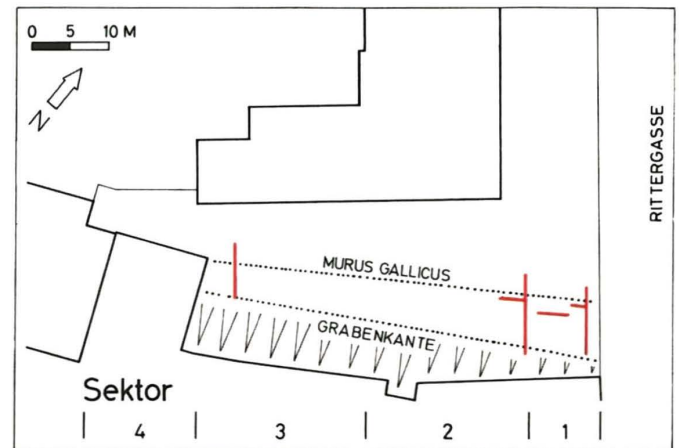 0 5 10 M
N
RITTERGASSE
MURUS GALLICUS
GRABENKANTE
Sektor
4 3 2 1